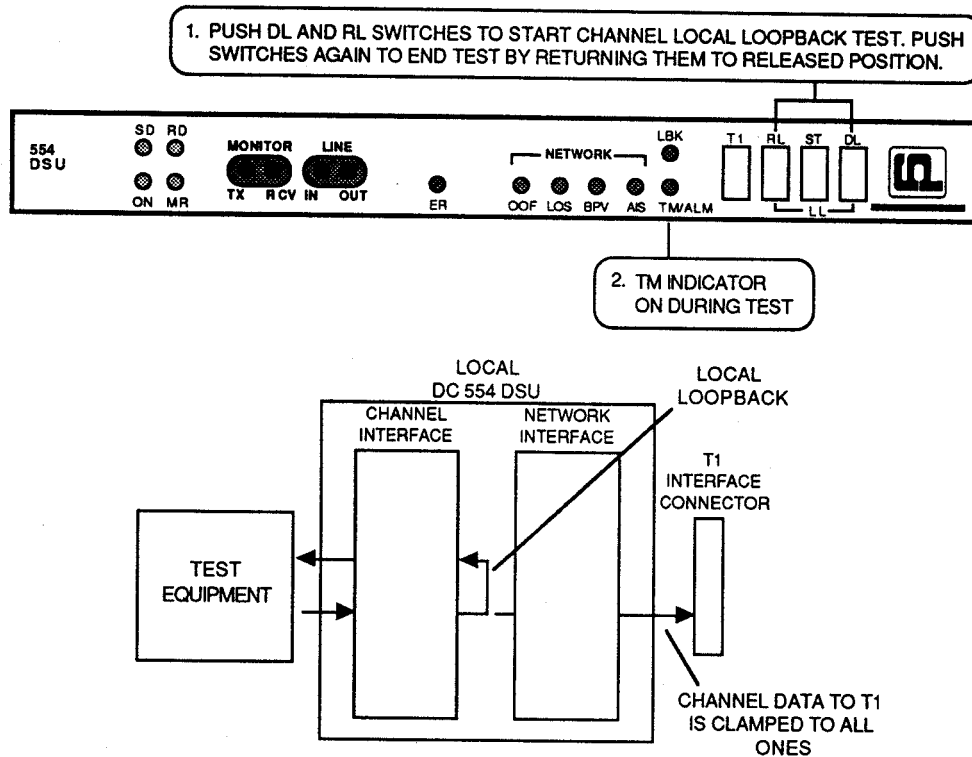 1. PUSH DL AND RL SWITCHES TO START CHANNEL LOCAL LOOPBACK TEST. PUSH
SWITCHES AGAIN TO END TEST BY RETURNING THEM TO RELEASED POSITION.
554
DSU
SD RD
ON MR
MONITOR LINE
TX RCV IN OUT
ER
NETWORK
OOF LOS BPV AIS TM/ALM
LBK
T1 RL ST DL
LL
2. TM INDICATOR
ON DURING TEST
LOCAL
DC 554 DSU
CHANNEL
INTERFACE
NETWORK
INTERFACE
LOCAL
LOOPBACK
T1
INTERFACE
CONNECTOR
TEST
EQUIPMENT
CHANNEL DATA TO T1
IS CLAMPED TO ALL
ONES